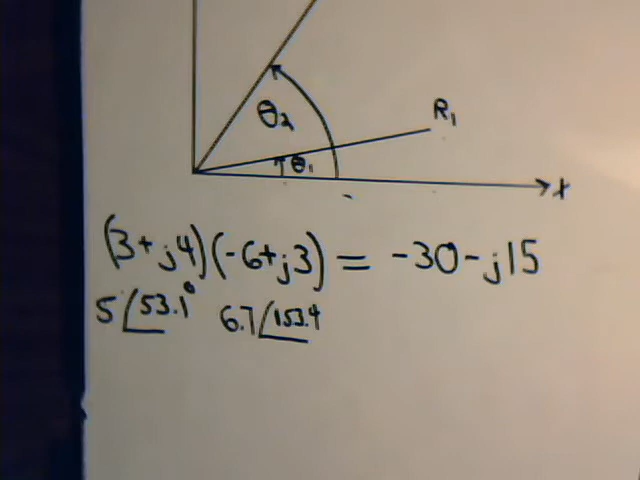 θ₂
R₁
θ₁
x
(3+j4)(-6+j3) = -30-j15
5∠53.1° 6.7∠153.4